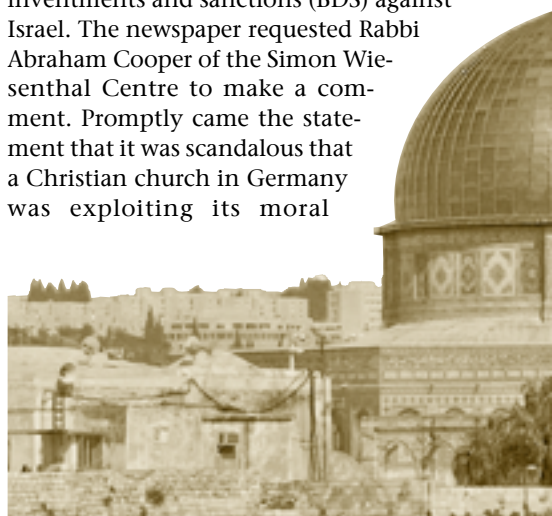 inventments and sanctions (BDS) against
Israel. The newspaper requested Rabbi
Abraham Cooper of the Simon Wie-
senthal Centre to make a com-
ment. Promptly came the state-
ment that it was scandalous that
a Christian church in Germany
was exploiting its moral